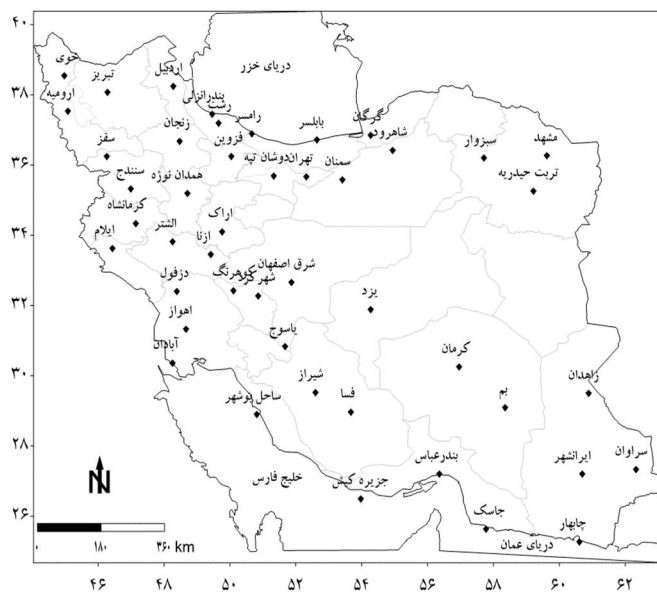 ۴۰
۳۸
۳۶
۳۴
۳۲
۳۰
۲۸
۲۶
خوی
تبریز
اردبیل
دریای خزر
ارومیه
بندرانزلی
رشت
رامسر
بابلسر
گرگان
زنجان
شاهرود
سقز
قزوین
سبزوار
مشهد
سنندج
همدان نوژه
دوشان تپه
تهران
سمنان
تربت حیدریه
کرمانشاه
اراک
ایلام
الشتر
ازنا
شرق اصفهان
دزفول
کوهرنگ
شهر کرد
یزد
اهواز
آبادان
یاسوج
کرمان
شیراز
فسا
بم
زاهدان
ساحل بوشهر
بندرعباس
ایرانشهر
سراوان
خلیج فارس
جزیره کیش
جاسک
چابهار
دریای عمان
N
۰ ۱۸۰ ۳۶۰ km
۴۶ ۴۸ ۵۰ ۵۲ ۵۴ ۵۶ ۵۸ ۶۰ ۶۲